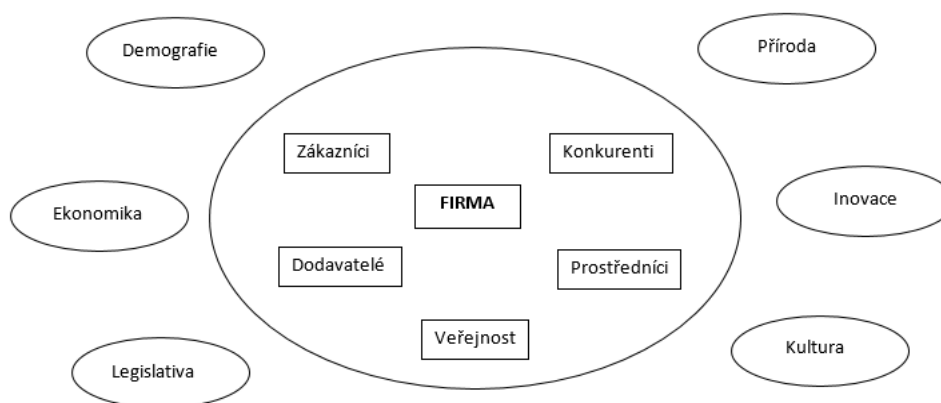 Demografie
Příroda
Zákazníci
Konkurenti
FIRMA
Ekonomika
Inovace
Dodavatelé
Prostředníci
Veřejnost
Legislativa
Kultura